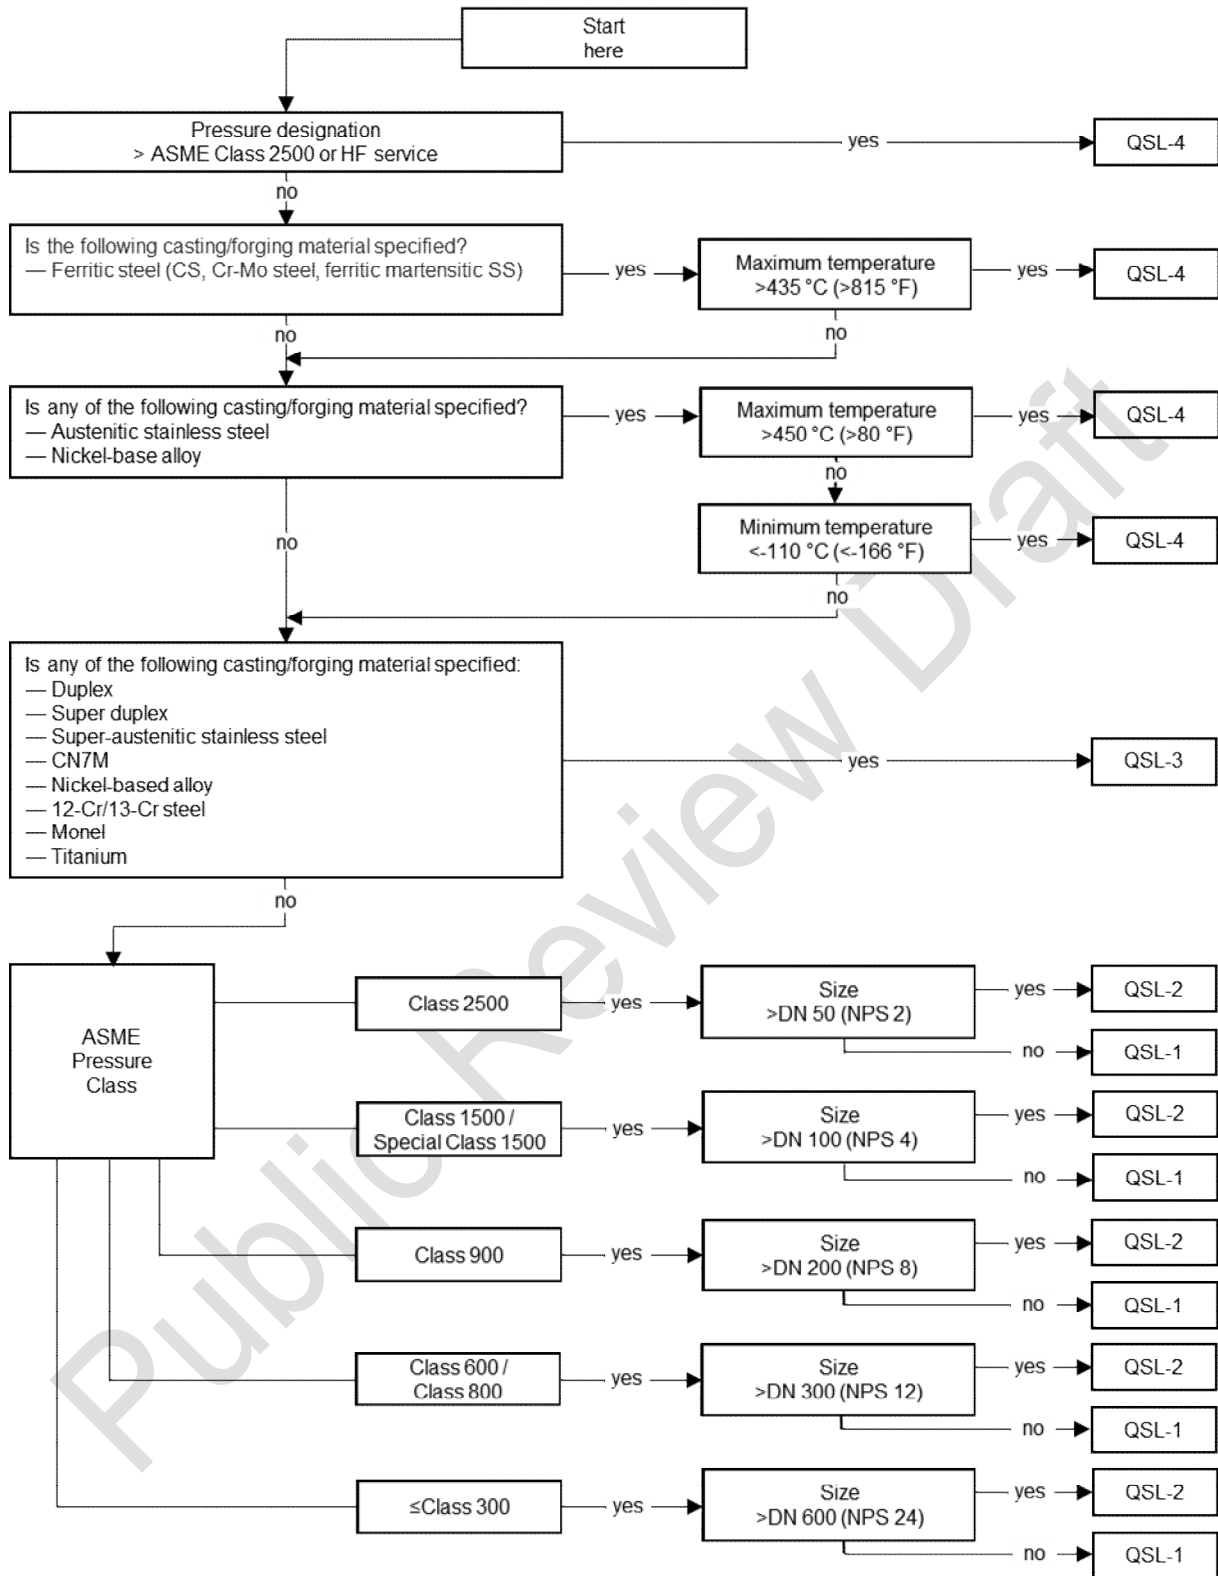 Start
here
Pressure designation
> ASME Class 2500 or HF service
yes
QSL-4
no
Is the following casting/forging material specified?
— Ferritic steel (CS, Cr-Mo steel, ferritic martensitic SS)
yes
Maximum temperature
>435 °C (>815 °F)
yes
QSL-4
no
no
Is any of the following casting/forging material specified?
— Austenitic stainless steel
— Nickel-base alloy
yes
Maximum temperature
>450 °C (>80 °F)
yes
QSL-4
no
no
Minimum temperature
<-110 °C (<-166 °F)
yes
QSL-4
no
Is any of the following casting/forging material specified:
— Duplex
— Super duplex
— Super-austenitic stainless steel
— CN7M
— Nickel-based alloy
— 12-Cr/13-Cr steel
— Monel
— Titanium
yes
QSL-3
no
ASME
Pressure
Class
Class 2500
yes
Size
>DN 50 (NPS 2)
yes
QSL-2
no
QSL-1
Class 1500 /
Special Class 1500
yes
Size
>DN 100 (NPS 4)
yes
QSL-2
no
QSL-1
Class 900
yes
Size
>DN 200 (NPS 8)
yes
QSL-2
no
QSL-1
Class 600 /
Class 800
yes
Size
>DN 300 (NPS 12)
yes
QSL-2
no
QSL-1
≤Class 300
yes
Size
>DN 600 (NPS 24)
yes
QSL-2
no
QSL-1
Public Review Draft